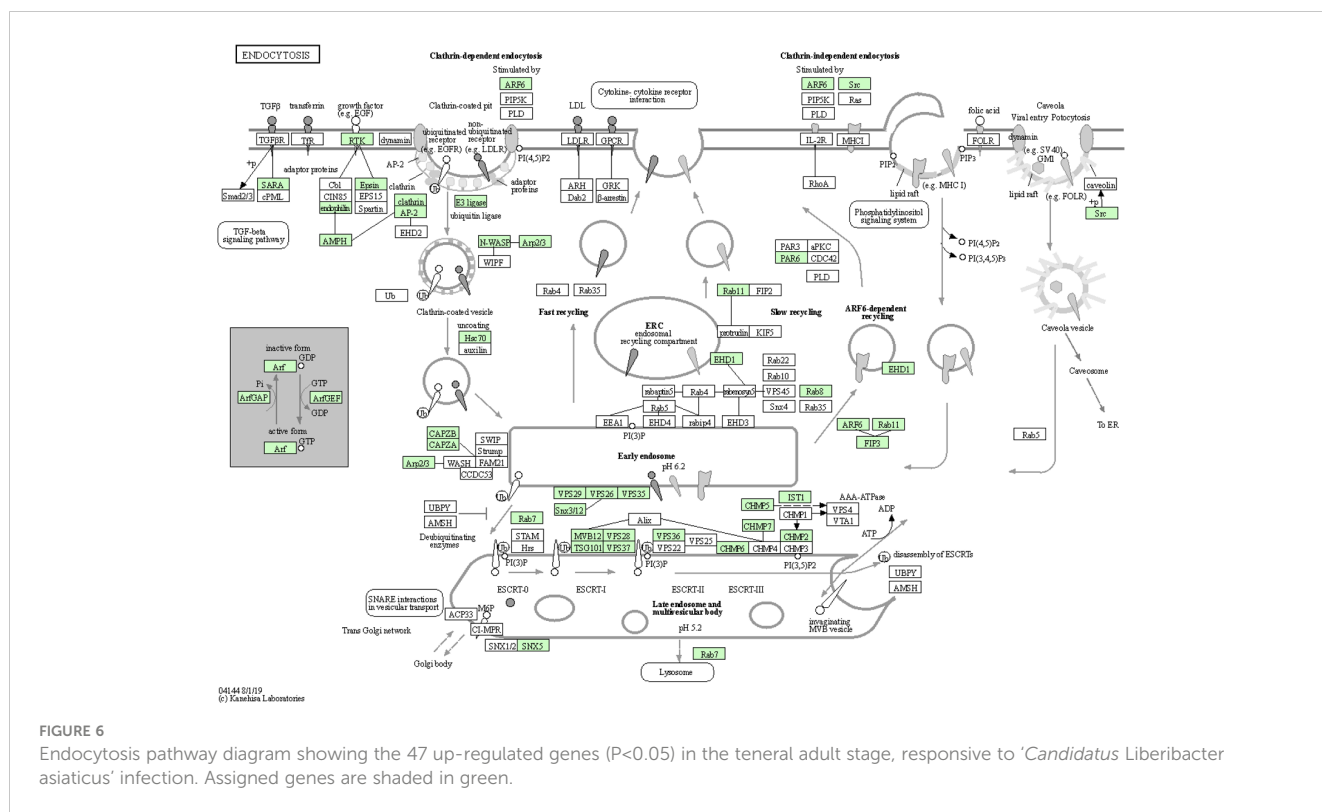 ENDOCYTOSIS
Clathrin-dependent endocytosis
Stimulated by
ARF6
PIP5K
PLD
Clathrin-independent endocytosis
Stimulated by
ARF6
Src
PIP5K
Ras
PLD
Cytokine- cytokine receptor
interaction
TGFβ
transferrin
growth factor
(e.g. EGF)
Clathrin-coated pit
LDL
folic acid
Caveola
Viral entry
Potocytosis
TGFβR
TfR
RTK
dynamin
ubiquitinated
receptor
(e.g. EGFR)
non-
ubiquitinated
receptor
(e.g. LDLR)
LDLR
GPCR
IL-2R
MHCI
FOLR
dynamin
(e.g. SV40)
GM1
AP-2
PI(4,5)P2
PIP2
PIP3
+p
adaptor proteins
Smad2/3
SARA
cPML
Cbl
CIN85
endophilin
Epsin
EPS15
Spartin
clathrin
Ub
adaptor
proteins
ARH
Dab2
GRK
β-arrestin
RhoA
(e.g. MHC I)
lipid raft
lipid raft
(e.g. FOLR)
caveolin
+p
Src
clathrin
AP-2
EHD2
E3 ligase
ubiquitin ligase
TGF-beta
signaling pathway
AMPH
Phosphatidylinositol
signaling system
N-WASP
Arp2/3
WIPF
PAR3
aPKC
PAR6
CDC42
PLD
PI(4,5)P2
PI(3,4,5)P3
Ub
Ub
Clathrin-coated vesicle
Rab4
Rab35
Fast recycling
Rab11
FIP2
Slow recycling
ARF6-dependent
recycling
Caveola vesicle
uncoating
Hsc70
auxilin
ERC
endosomal
recycling compartment
protrudin
KIF5
inactive form
GDP
Arf
Pi
GTP
ArfGAP
ArfGEF
GDP
active form
GTP
Arf
EHD1
Rab22
Rab10
EHD1
Caveosome
rabaptin5
Rab4
rabenosyn5
VPS45
Rab8
Rab5
Snx4
Rab35
Ub
EEA1
EHD4
rabip4
EHD3
PI(3)P
ARF6
Rab11
FIP3
To ER
Rab5
CAPZB
CAPZA
SWIP
Strump
Arp2/3
WASH
FAM21
CCDC53
Early endosome
pH 6.2
Ub
VPS29
VPS26
VPS35
Snx3/12
IST1
AAA-ATPase
CHMP5
CHMP1
VPS4
VTA1
ADP
ATP
UBPY
AMSH
Deubiquitinating
enzymes
Rab7
Alix
CHMP7
STAM
Hrs
Ub
MVB12
VPS28
TSG101
VPS37
Ub
VPS36
VPS22
VPS25
CHMP6
CHMP4
CHMP2
CHMP3
Ub
PI(3)P
PI(3)P
PI(3,5)P2
Ub
disassembly of ESCRTs
UBPY
AMSH
ESCRT-0
ESCRT-I
ESCRT-II
ESCRT-III
SNARE interactions
in vesicular transport
ACP33
M6P
CI-MPR
Late endosome and
multivesicular body
pH 5.2
invaginating
MVB vesicle
Trans Golgi network
SNX1/2
SNX5
Golgi body
Rab7
Lysosome
04144 8/1/19
(c) Kanehisa Laboratories
FIGURE 6
Endocytosis pathway diagram showing the 47 up-regulated genes (P<0.05) in the teneral adult stage, responsive to ‘Candidatus Liberibacter
asiaticus’ infection. Assigned genes are shaded in green.